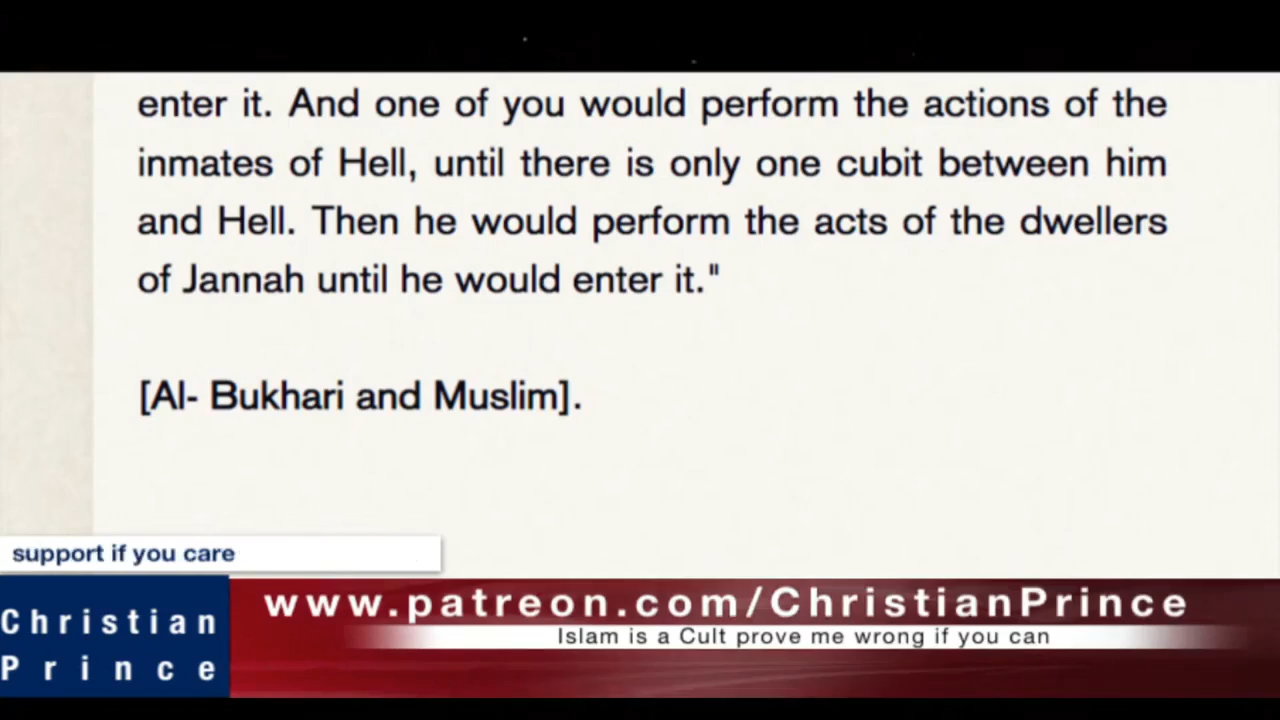 enter it. And one of you would perform the actions of the
inmates of Hell, until there is only one cubit between him
and Hell. Then he would perform the acts of the dwellers
of Jannah until he would enter it."
[Al- Bukhari and Muslim].
support if you care
Christian
Prince
www.patreon.com/ChristianPrince
Islam is a Cult prove me wrong if you can